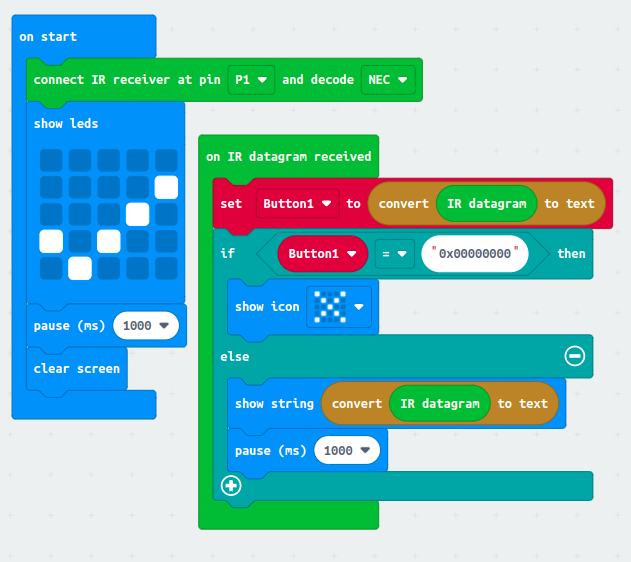 on start
connect IR receiver at pin P1 and decode NEC
show leds
pause (ms) 1000
clear screen
on IR datagram received
set Button1 to convert IR datagram to text
if Button1 = "0x00000000" then
show icon
else
show string convert IR datagram to text
pause (ms) 1000